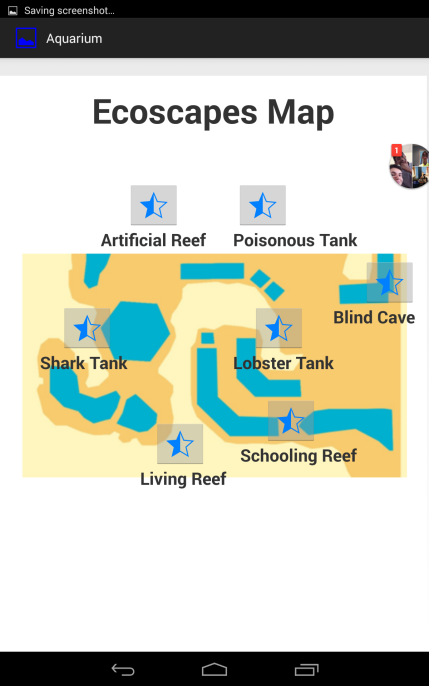 Saving screenshot...
Aquarium
Ecoscapes Map
1
Artificial Reef
Poisonous Tank
Blind Cave
Shark Tank
Lobster Tank
Schooling Reef
Living Reef